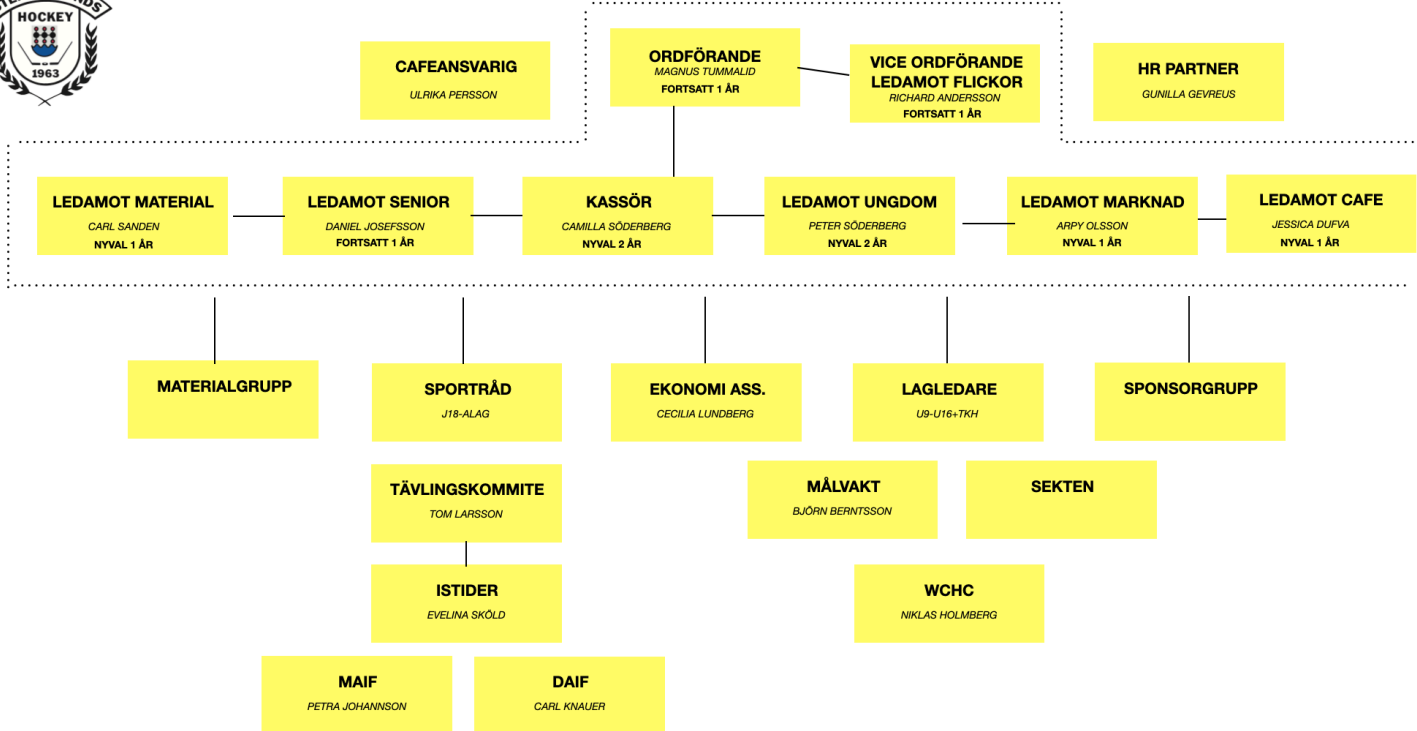 HOCKEY
1963
CAFEANSVARIG
ULRIKA PERSSON
ORDFÖRANDE
MAGNUS TUMMALID
FORTSATT 1 ÅR
VICE ORDFÖRANDE
LEDAMOT FLICKOR
RICHARD ANDERSSON
FORTSATT 1 ÅR
HR PARTNER
GUNILLA GEVREUS
LEDAMOT MATERIAL
CARL SANDEN
NYVAL 1 ÅR
LEDAMOT SENIOR
DANIEL JOSEFSSON
FORTSATT 1 ÅR
KASSÖR
CAMILLA SÖDERBERG
NYVAL 2 ÅR
LEDAMOT UNGDOM
PETER SÖDERBERG
NYVAL 2 ÅR
LEDAMOT MARKNAD
ARPY OLSSON
NYVAL 1 ÅR
LEDAMOT CAFE
JESSICA DUFVA
NYVAL 1 ÅR
MATERIALGRUPP
SPORTRÅD
J18-ALAG
EKONOMI ASS.
CECILIA LUNDBERG
LAGLEDARE
U9-U16+TKH
SPONSORGRUPP
TÄVLINGSKOMMITE
TOM LARSSON
MÅLVAKT
BJÖRN BERNTSSON
SEKTEN
ISTIDER
EVELINA SKÖLD
WCHC
NIKLAS HOLMBERG
MAIF
PETRA JOHANNSON
DAIF
CARL KNAUER